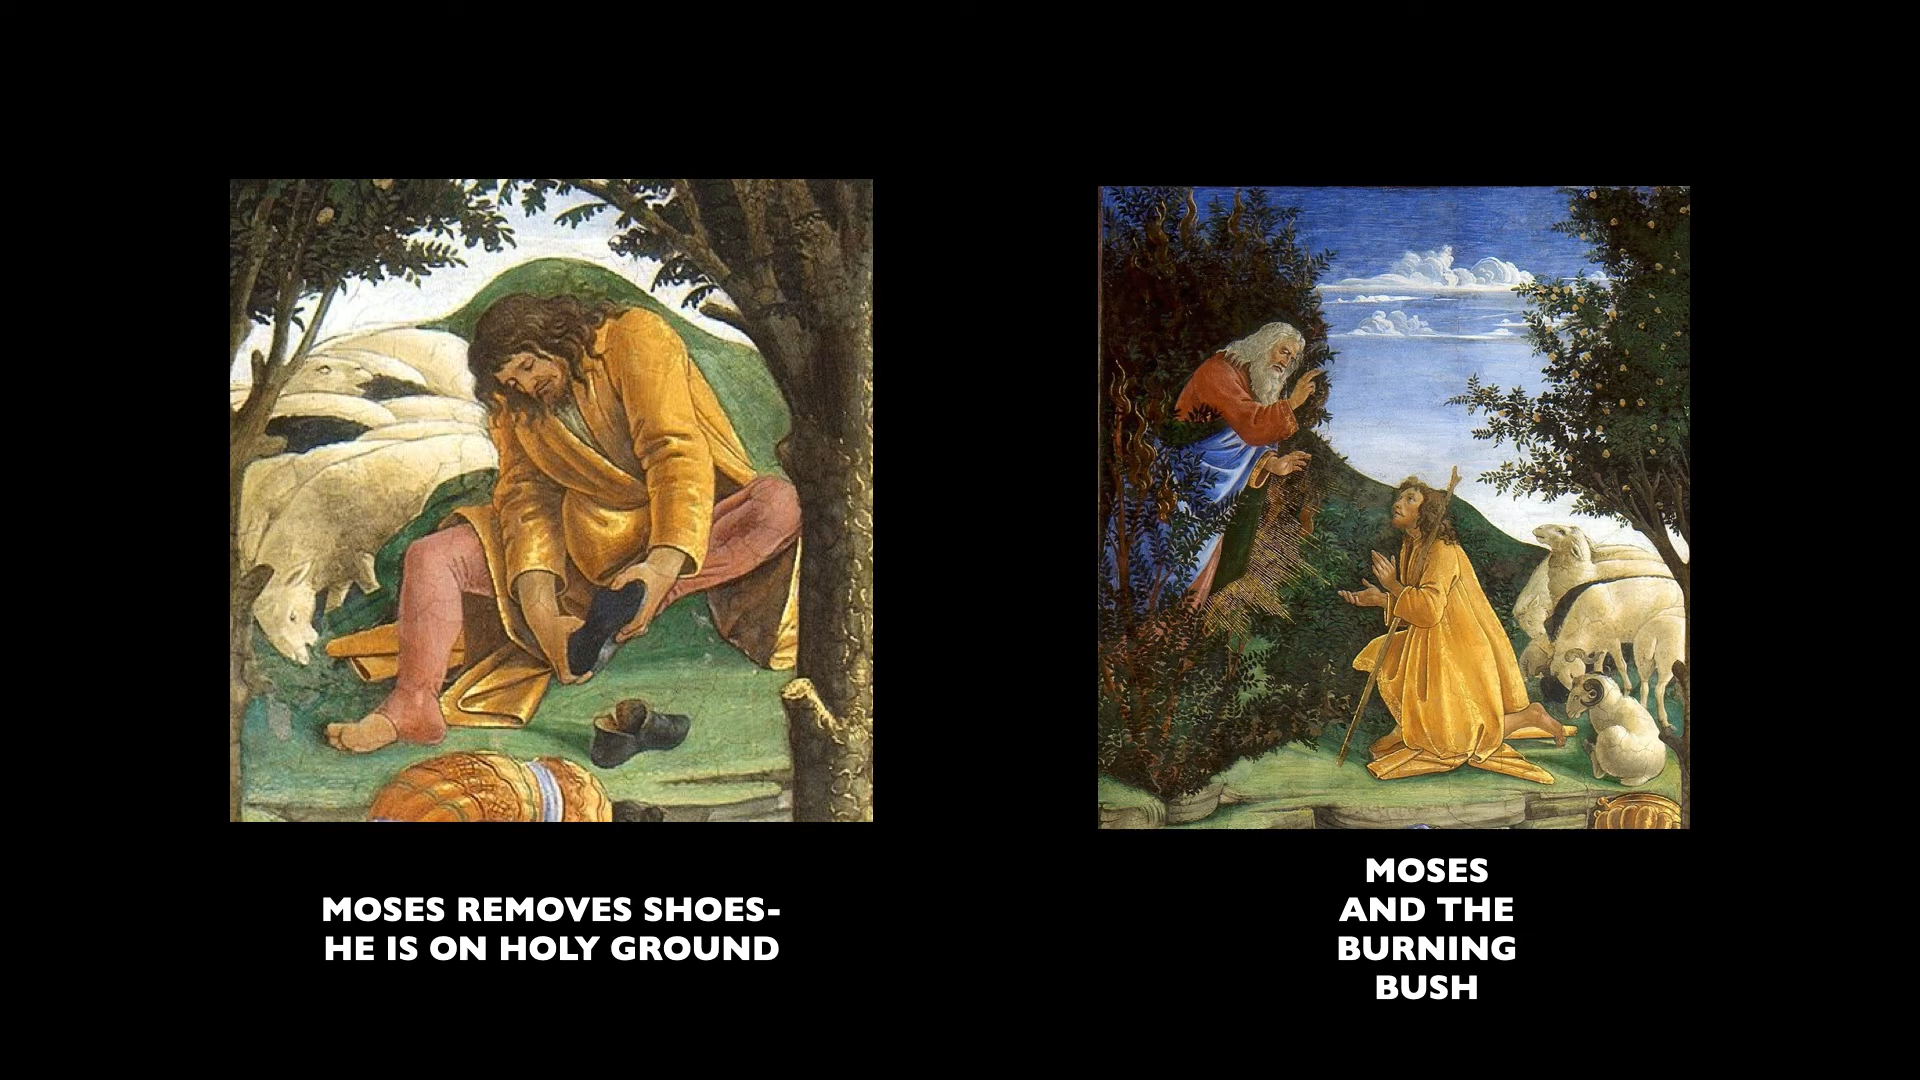 MOSES REMOVES SHOES-
HE IS ON HOLY GROUND
MOSES
AND THE
BURNING
BUSH